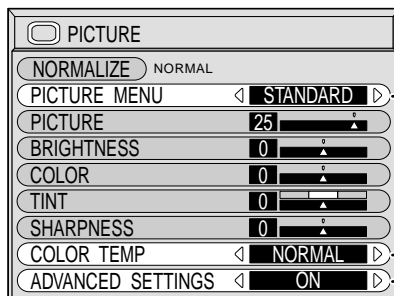 PICTURE
NORMALIZE NORMAL
PICTURE MENU STANDARD
PICTURE 25
BRIGHTNESS 0
COLOR 0
TINT 0
SHARPNESS 0
COLOR TEMP NORMAL
ADVANCED SETTINGS ON